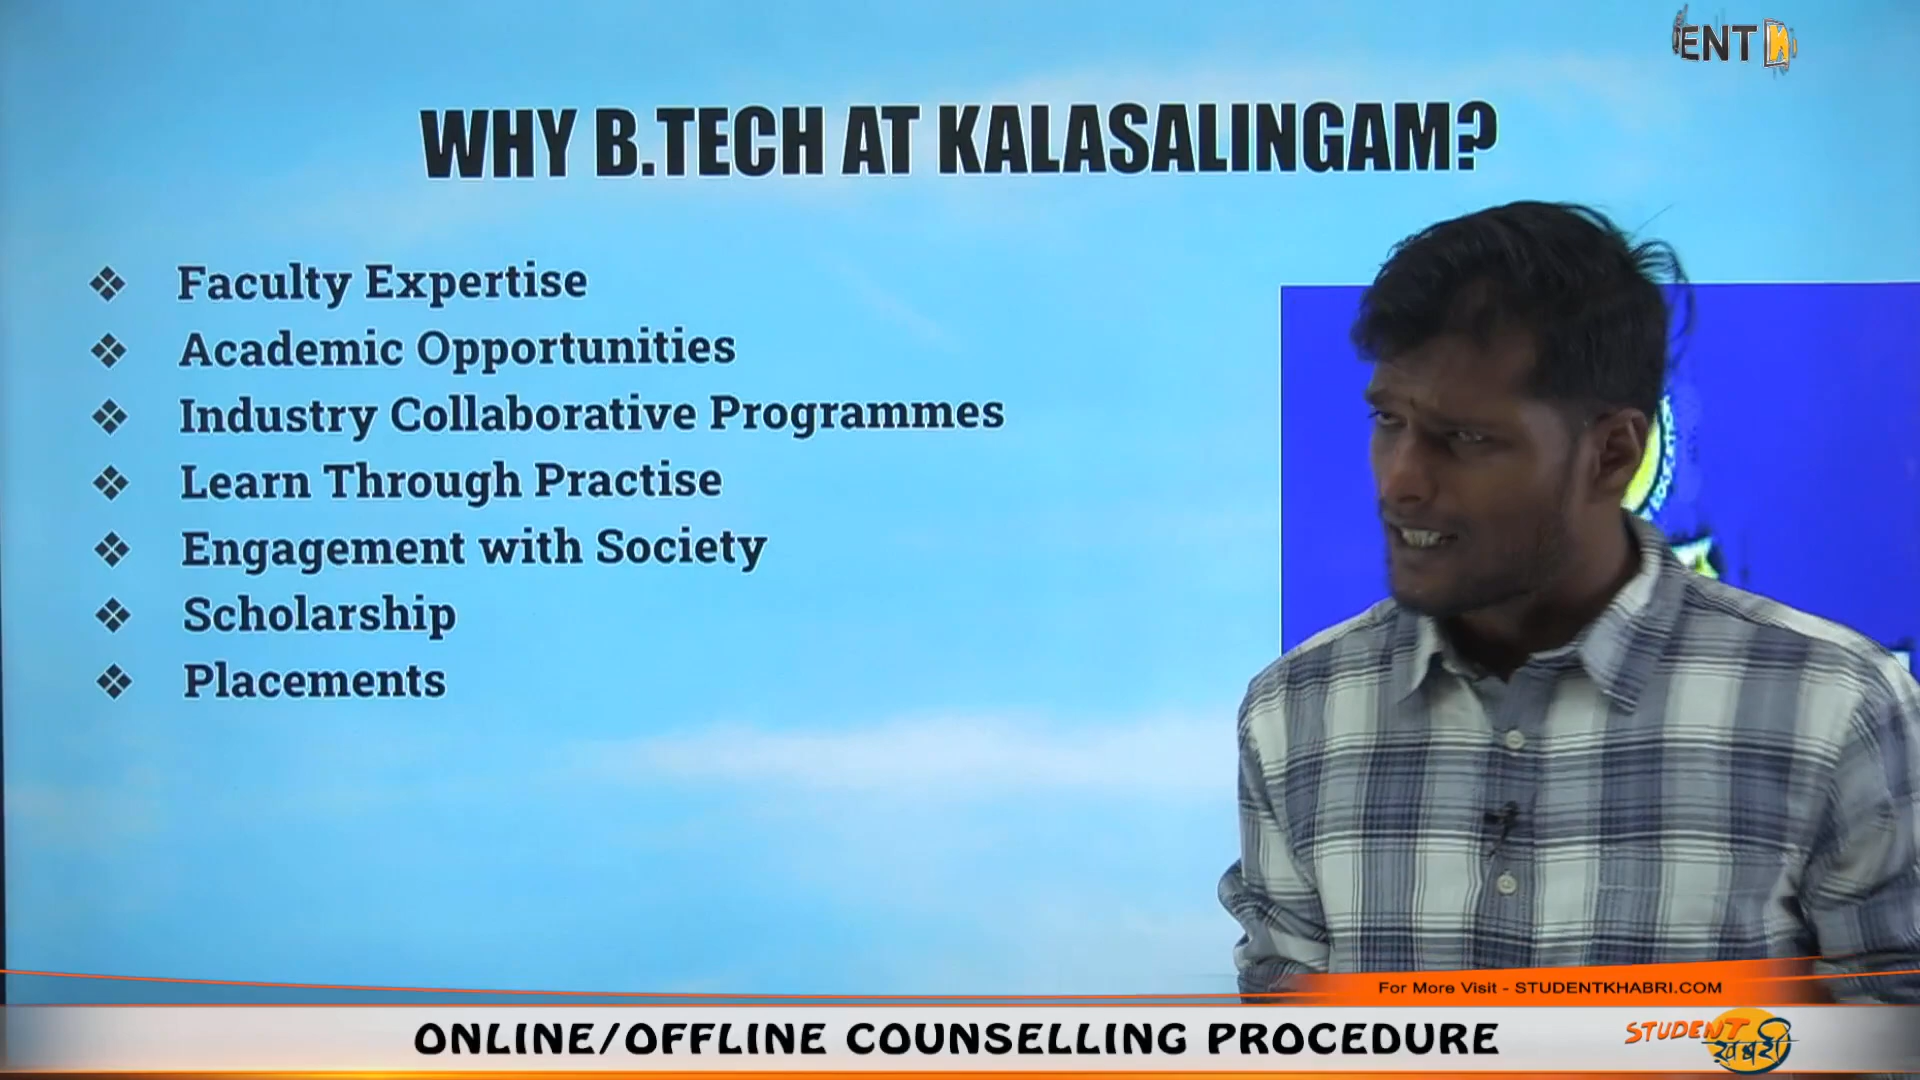 ENT
WHY B.TECH AT KALASALINGAM?
❖ Faculty Expertise
❖ Academic Opportunities
❖ Industry Collaborative Programmes
❖ Learn Through Practise
❖ Engagement with Society
❖ Scholarship
❖ Placements
For More Visit - STUDENTKHABRI.COM
ONLINE/OFFLINE COUNSELLING PROCEDURE
STUDENT
ख़बरी